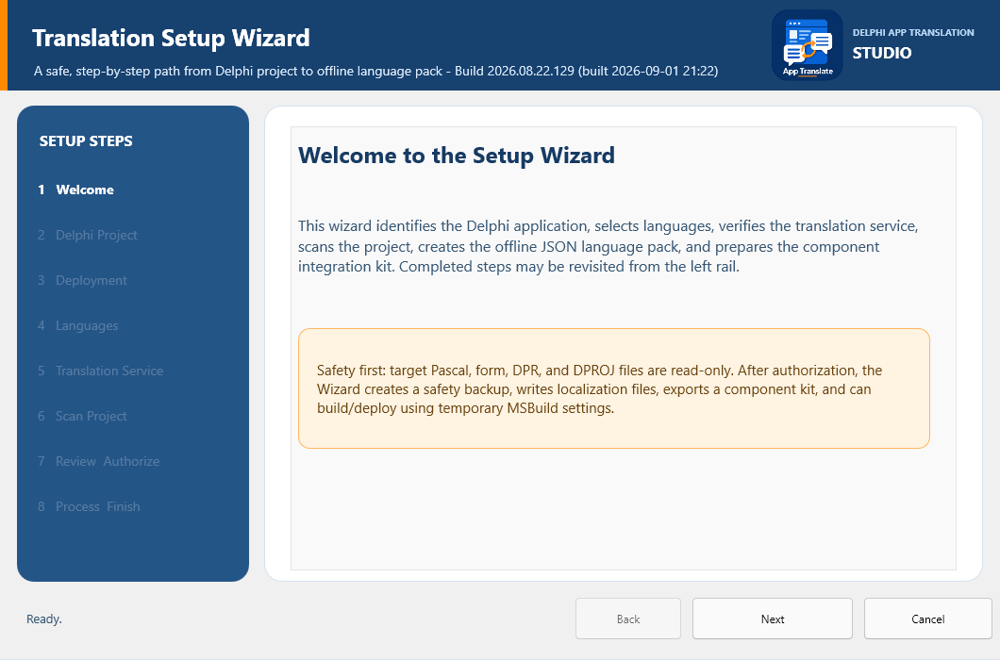 Translation Setup Wizard
A safe, step-by-step path from Delphi project to offline language pack - Build 2026.08.22.129 (built 2026-09-01 21:22)
App Translate
DELPHI APP TRANSLATION
STUDIO
SETUP STEPS
1 Welcome
2 Delphi Project
3 Deployment
4 Languages
5 Translation Service
6 Scan Project
7 Review Authorize
8 Process Finish
Welcome to the Setup Wizard
This wizard identifies the Delphi application, selects languages, verifies the translation service,
scans the project, creates the offline JSON language pack, and prepares the component
integration kit. Completed steps may be revisited from the left rail.
Safety first: target Pascal, form, DPR, and DPROJ files are read-only. After authorization, the
Wizard creates a safety backup, writes localization files, exports a component kit, and can
build/deploy using temporary MSBuild settings.
Ready.
Back
Next
Cancel